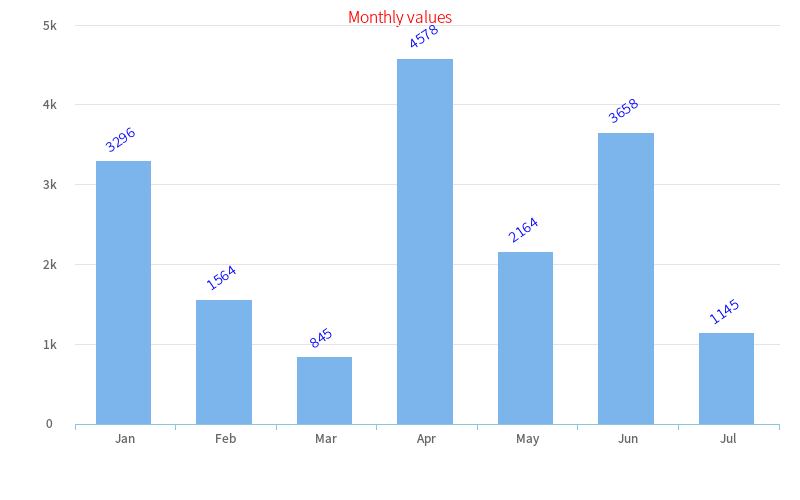 Monthly values
5k
4k
3k
2k
1k
0
3296
1564
845
4578
2164
3658
1145
Jan Feb Mar Apr May Jun Jul